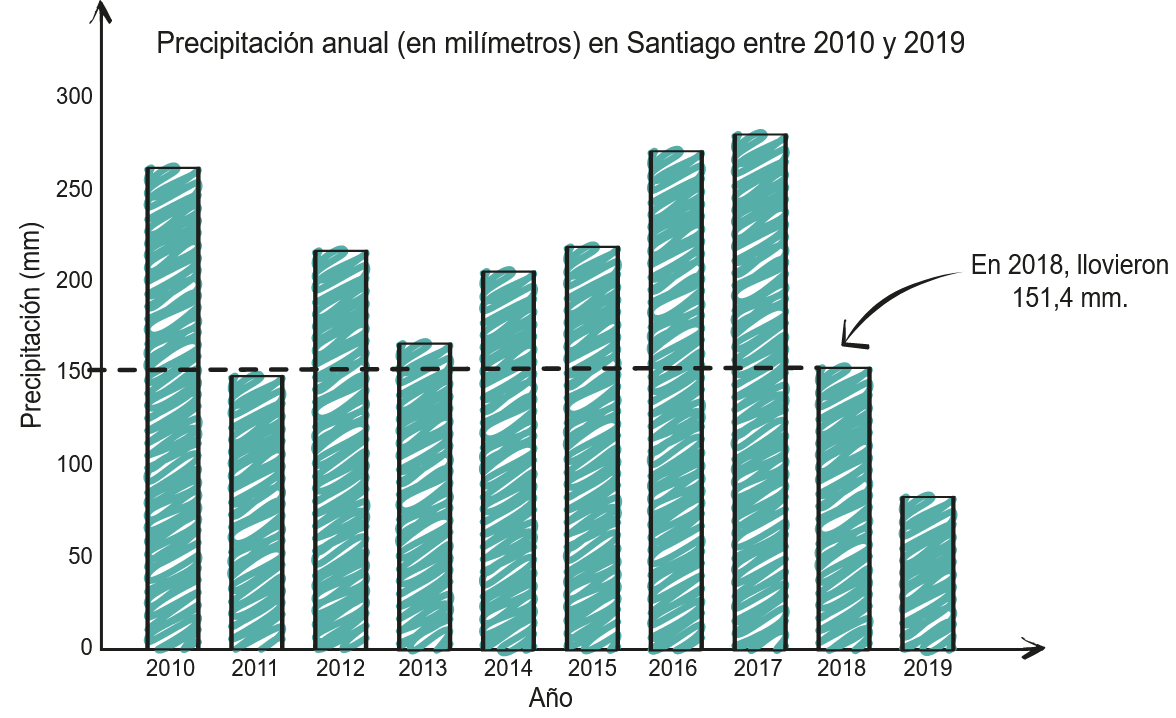 Precipitación anual (en milímetros) en Santiago entre 2010 y 2019
Precipitación (mm)
300
250
200
150
100
50
0
En 2018, llovieron
151,4 mm.
2010 2011 2012 2013 2014 2015 2016 2017 2018 2019
Año